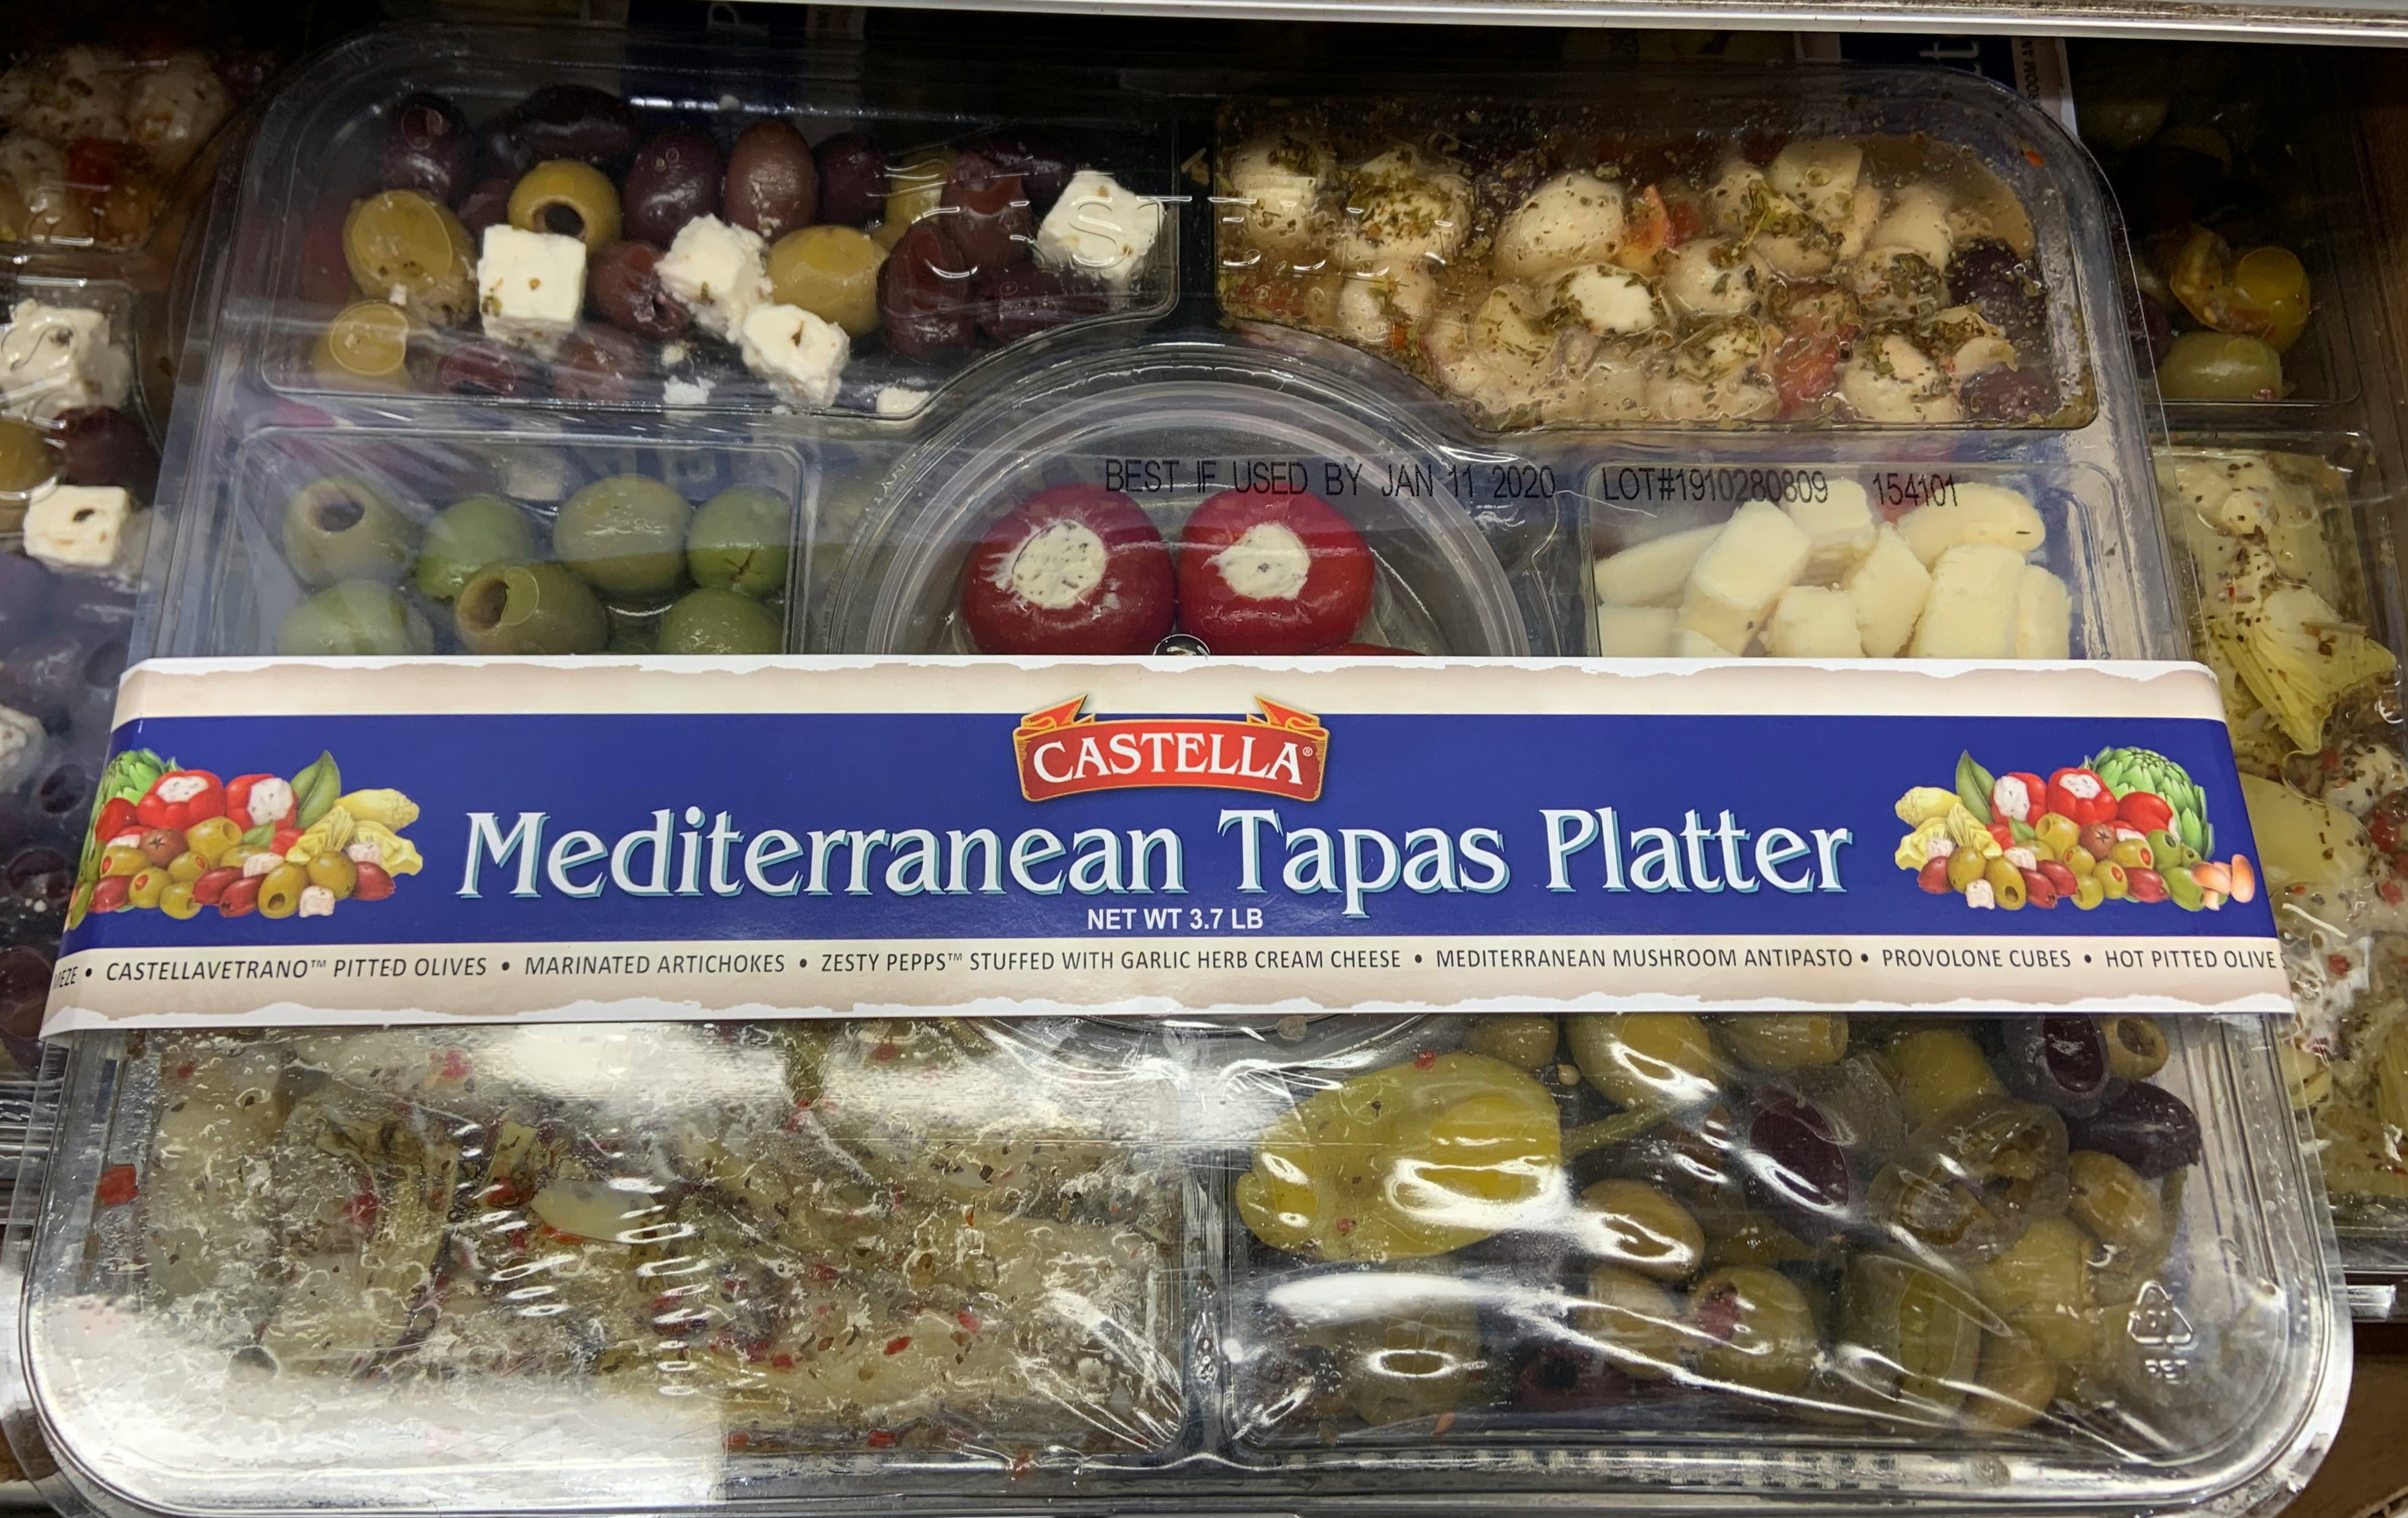 BEST IF USED BY JAN 11 2020 LOT#1910280809 154101
CASTELLA®
Mediterranean Tapas Platter
NET WT 3.7 LB
MEZE • CASTELLAVETRANO™ PITTED OLIVES • MARINATED ARTICHOKES • ZESTY PEPPS™ STUFFED WITH GARLIC HERB CREAM CHEESE • MEDITERRANEAN MUSHROOM ANTIPASTO • PROVOLONE CUBES • HOT PITTED OLIVE